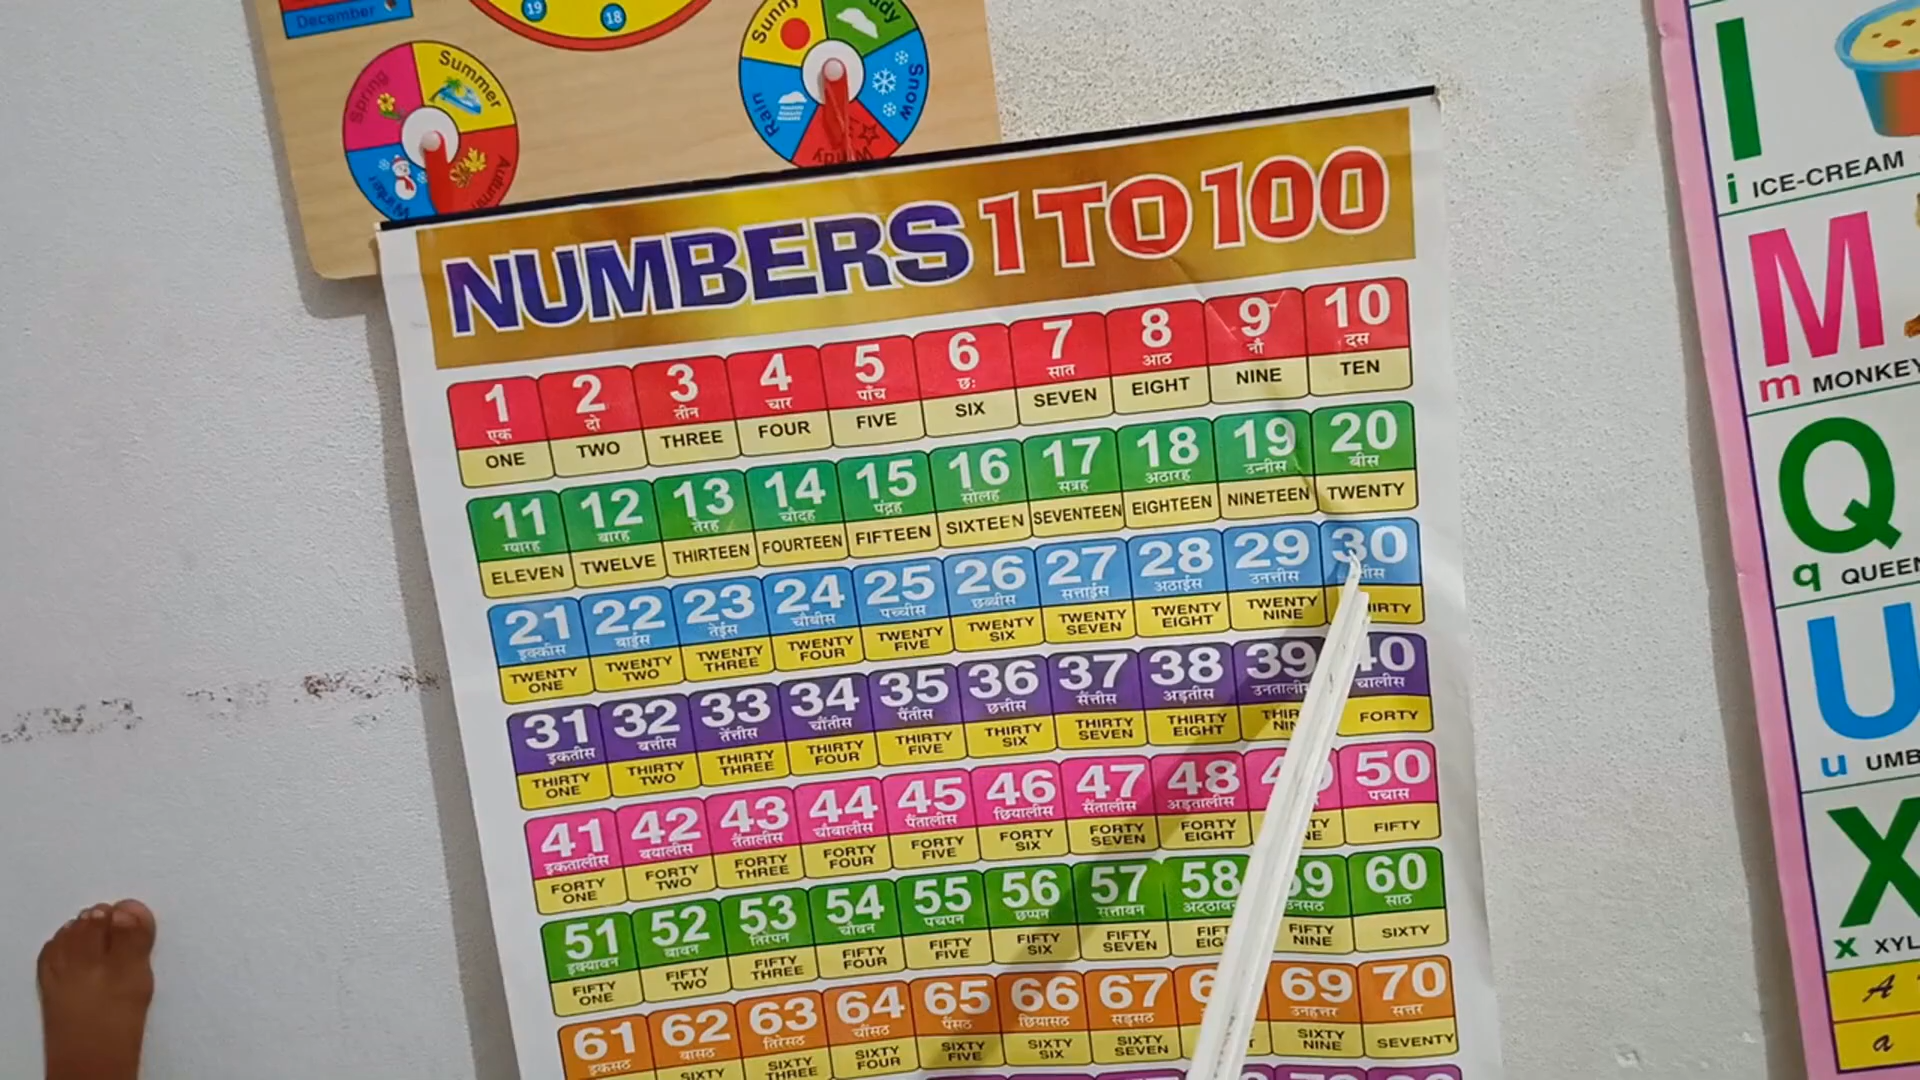 December
19
18
Spring
Summer
Autumn
Winter
Sunny
Snow
Windy
Rain
NUMBERS 1 TO 100
1 2 3 4 5 6 7 8 9 10
एक दो तीन चार पाँच छः सात आठ नौ दस
ONE TWO THREE FOUR FIVE SIX SEVEN EIGHT NINE TEN
11 12 13 14 15 16 17 18 19 20
ग्यारह बारह तेरह चौदह पंद्रह सोलह सत्रह अठारह उन्नीस बीस
ELEVEN TWELVE THIRTEEN FOURTEEN FIFTEEN SIXTEEN SEVENTEEN EIGHTEEN NINETEEN TWENTY
21 22 23 24 25 26 27 28 29 30
इक्कीस बाईस तेईस चौबीस पच्चीस छब्बीस सत्ताईस अठाईस उनत्तीस
TWENTY ONE TWENTY TWO TWENTY THREE TWENTY FOUR TWENTY FIVE TWENTY SIX TWENTY SEVEN TWENTY EIGHT TWENTY NINE
31 32 33 34 35 36 37 38 39 40
इकतीस बत्तीस तेंत्तीस चौंतीस पैंतीस छत्तीस सैंत्तीस अड़तीस चालीस
THIRTY ONE THIRTY TWO THIRTY THREE THIRTY FOUR THIRTY FIVE THIRTY SIX THIRTY SEVEN THIRTY EIGHT FORTY
41 42 43 44 45 46 47 48 50
इकतालीस बयालीस तैंतालीस चौवालीस पैंतालीस छियालीस सैंतालीस अड़तालीस पचास
FORTY ONE FORTY TWO FORTY THREE FORTY FOUR FORTY FIVE FORTY SIX FORTY SEVEN FORTY EIGHT FIFTY
51 52 53 54 55 56 57 58 59 60
इक्यावन बावन तिरेपन चौवन पचपन छप्पन सत्तावन साठ
FIFTY ONE FIFTY TWO FIFTY THREE FIFTY FOUR FIFTY FIVE FIFTY SIX FIFTY SEVEN FIFTY NINE SIXTY
61 62 63 64 65 66 67 69 70
इकसठ बासठ तिरेसठ चौंसठ पैंसठ छियासठ सड़सठ उनहत्तर सत्तर
SIXTY SIXTY THREE SIXTY FOUR SIXTY FIVE SIXTY SIX SIXTY SEVEN SIXTY NINE SEVENTY
I
i ICE-CREAM
M
m MONKEY
Q
q QUEEN
U
u UMB
X
x XYL
A
a